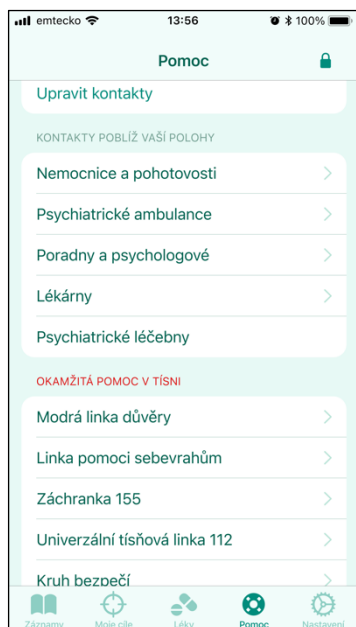 emtecko 13:56 100%
Pomoc
Upravit kontakty
KONTAKTY POBLÍŽ VAŠÍ POLOHY
Nemocnice a pohotovosti
Psychiatrické ambulance
Poradny a psychologové
Lékárny
Psychiatrické léčebny
OKAMŽITÁ POMOC V TÍSNI
Modrá linka důvěry
Linka pomoci sebevrahům
Záchranka 155
Univerzální tísňová linka 112
Kruh bezpečí
Záznamy Moje cíle Léky Pomoc Nastavení